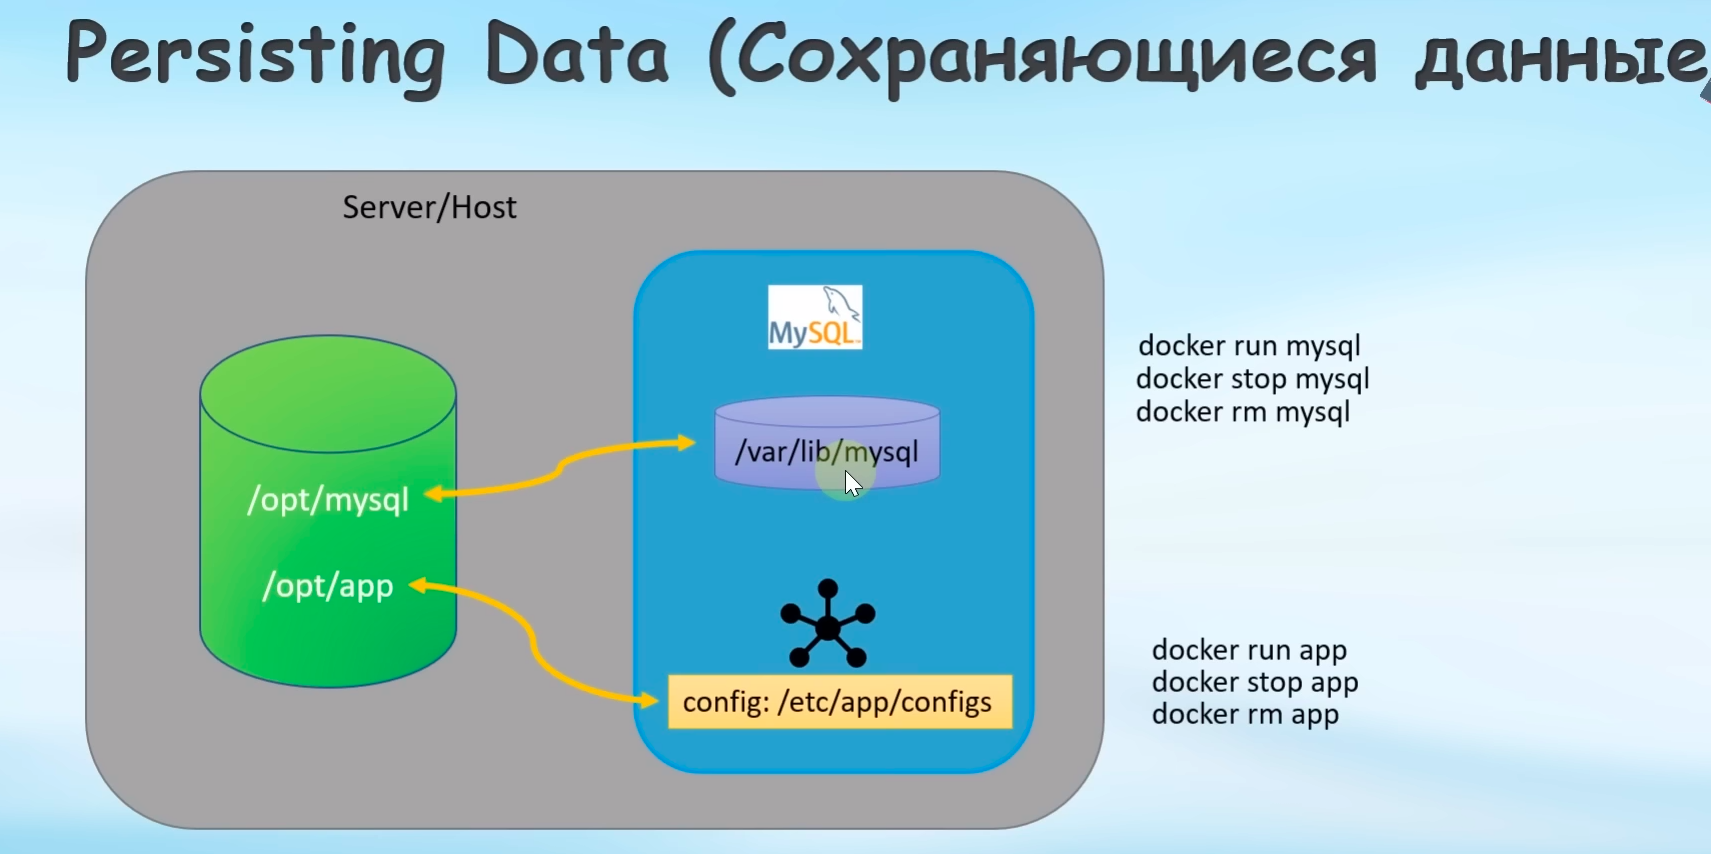 Persisting Data (Сохраняющиеся данные
Server/Host
MySQL
/var/lib/mysql
/opt/mysql
/opt/app
config: /etc/app/configs
docker run mysql
docker stop mysql
docker rm mysql
docker run app
docker stop app
docker rm app